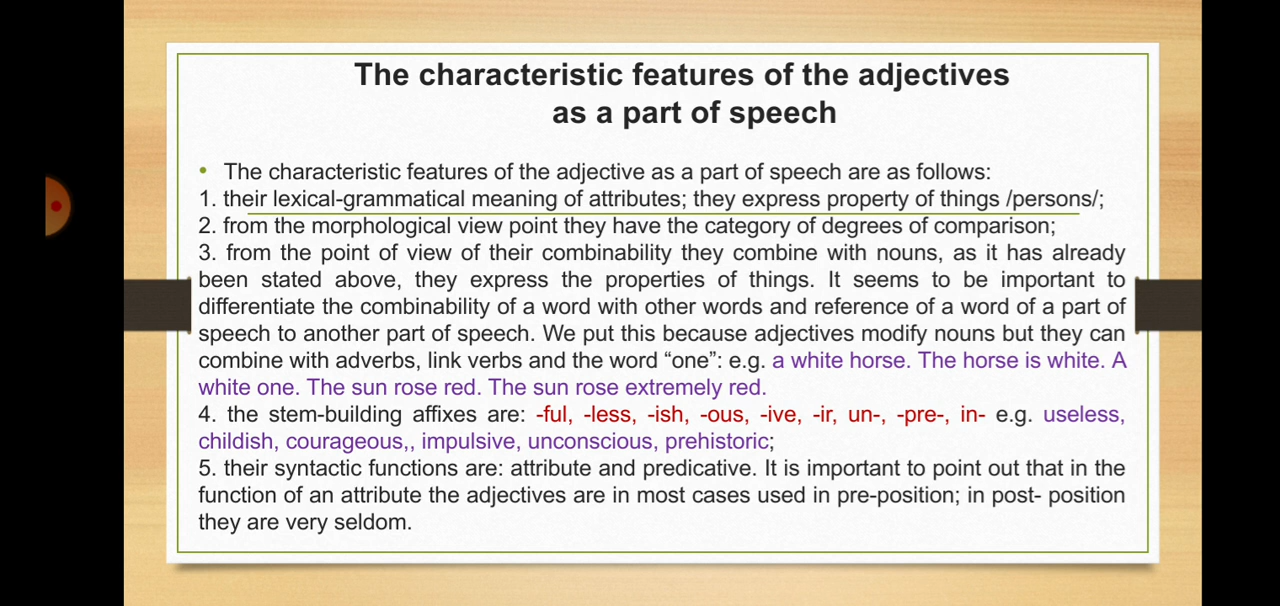 The characteristic features of the adjectives
as a part of speech
• The characteristic features of the adjective as a part of speech are as follows:
1. their lexical-grammatical meaning of attributes; they express property of things /persons/;
2. from the morphological view point they have the category of degrees of comparison;
3. from the point of view of their combinability they combine with nouns, as it has already
been stated above, they express the properties of things. It seems to be important to
differentiate the combinability of a word with other words and reference of a word of a part of
speech to another part of speech. We put this because adjectives modify nouns but they can
combine with adverbs, link verbs and the word “one”: e.g. a white horse. The horse is white. A
white one. The sun rose red. The sun rose extremely red.
4. the stem-building affixes are: -ful, -less, -ish, -ous, -ive, -ir, un-, -pre-, in- e.g. useless,
childish, courageous,, impulsive, unconscious, prehistoric;
5. their syntactic functions are: attribute and predicative. It is important to point out that in the
function of an attribute the adjectives are in most cases used in pre-position; in post- position
they are very seldom.